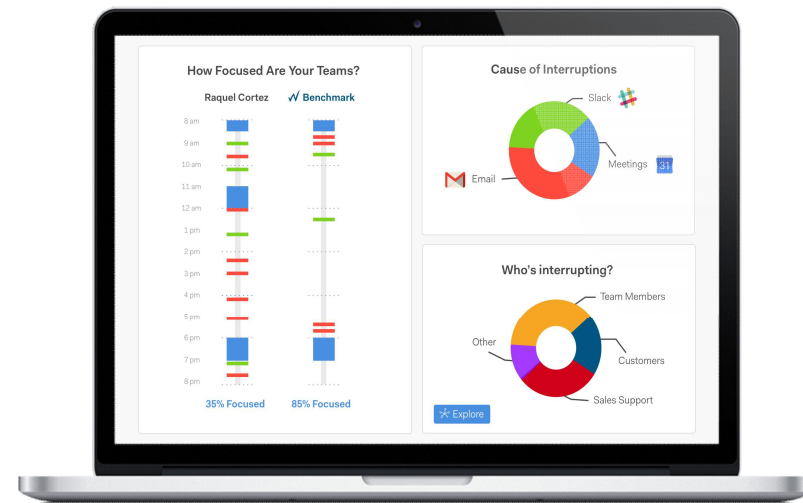 How Focused Are Your Teams?
Raquel Cortez Benchmark
8 am
9 am
10 am
11 am
12 am
1 pm
2 pm
3 pm
4 pm
5 pm
6 pm
7 pm
8 pm
35% Focused 85% Focused
Cause of Interruptions
Slack
Meetings
31
Email
Who's interrupting?
Team Members
Other
Customers
Sales Support
Explore